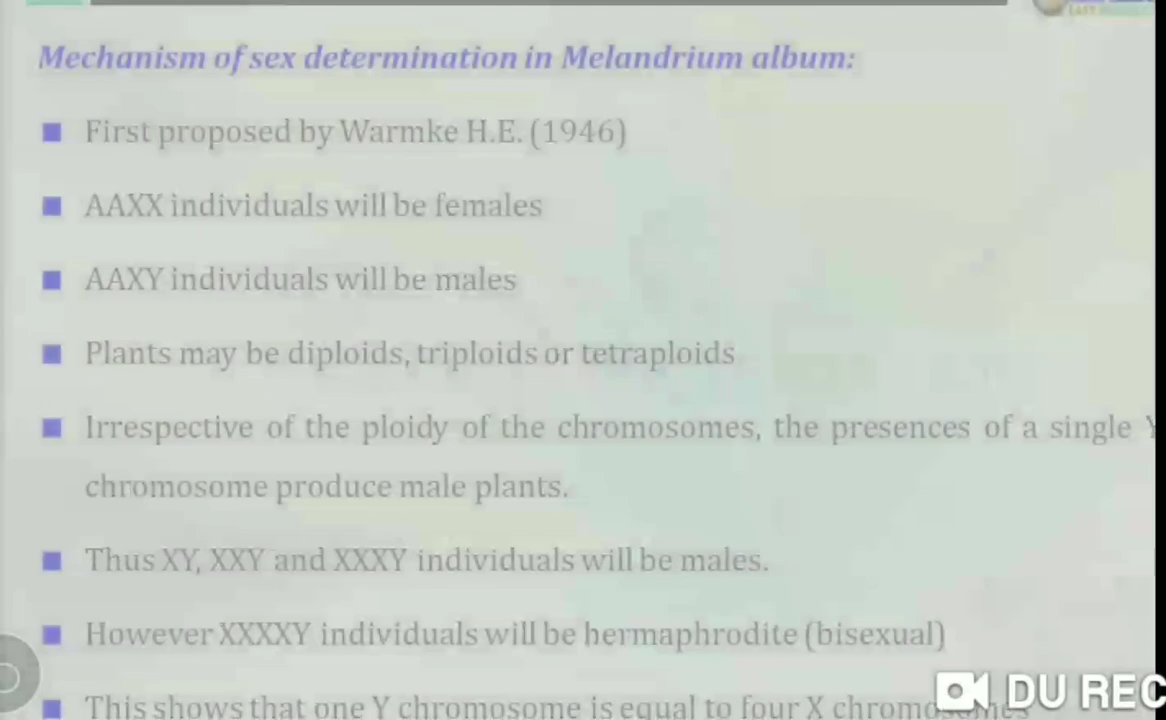 Mechanism of sex determination in Melandrium album:
■ First proposed by Warmke H.E. (1946)
■ AAXX individuals will be females
■ AAXY individuals will be males
■ Plants may be diploids, triploids or tetraploids
■ Irrespective of the ploidy of the chromosomes, the presences of a single Y
chromosome produce male plants.
■ Thus XY, XXY and XXXY individuals will be males.
■ However XXXXY individuals will be hermaphrodite (bisexual)
■ This shows that one Y chromosome is equal to four X chromosomes
DU REC